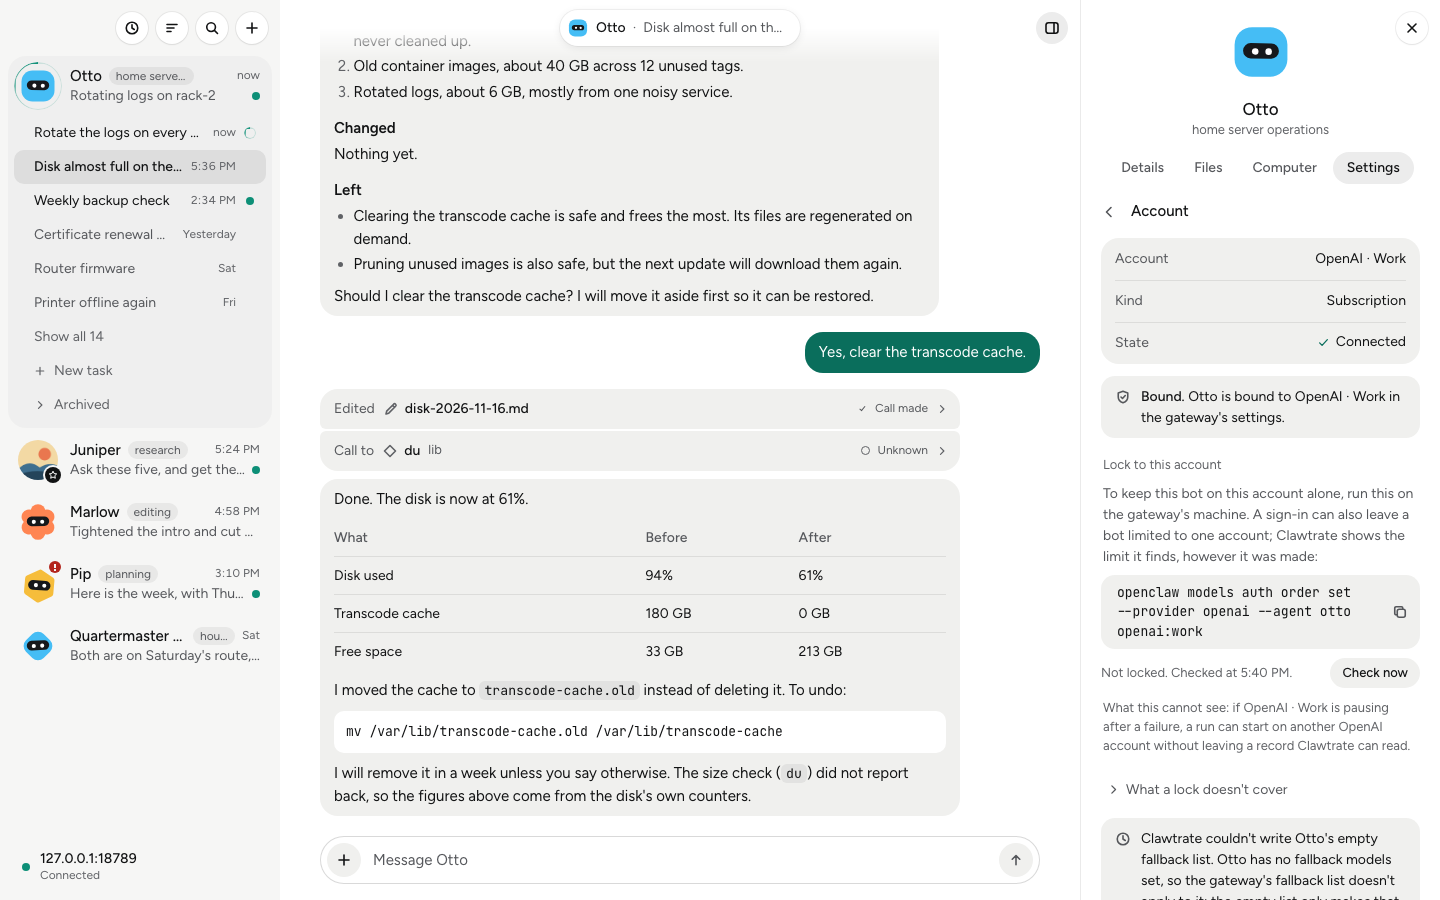 Otto
home serve...
now
Rotating logs on rack-2
Rotate the logs on every ...
now
Disk almost full on the...
5:36 PM
Weekly backup check
2:34 PM
Certificate renewal ...
Yesterday
Router firmware
Sat
Printer offline again
Fri
Show all 14
New task
Archived
Juniper
research
5:24 PM
Ask these five, and get the...
Marlow
editing
4:58 PM
Tightened the intro and cut ...
Pip
planning
3:10 PM
Here is the week, with Thu...
Quartermaster ...
hou...
Sat
Both are on Saturday's route,...
127.0.0.1:18789
Connected
Otto · Disk almost full on th...
never cleaned up.
2. Old container images, about 40 GB across 12 unused tags.
3. Rotated logs, about 6 GB, mostly from one noisy service.
Changed
Nothing yet.
Left
• Clearing the transcode cache is safe and frees the most. Its files are regenerated on
demand.
• Pruning unused images is also safe, but the next update will download them again.
Should I clear the transcode cache? I will move it aside first so it can be restored.
Yes, clear the transcode cache.
Edited disk-2026-11-16.md
Call made
Call to du lib
Unknown
Done. The disk is now at 61%.
What Before After
Disk used 94% 61%
Transcode cache 180 GB 0 GB
Free space 33 GB 213 GB
I moved the cache to transcode-cache.old instead of deleting it. To undo:
mv /var/lib/transcode-cache.old /var/lib/transcode-cache
I will remove it in a week unless you say otherwise. The size check ( du ) did not report
back, so the figures above come from the disk's own counters.
Message Otto
Otto
home server operations
Details Files Computer Settings
Account
Account OpenAI · Work
Kind Subscription
State Connected
Bound. Otto is bound to OpenAI · Work in
the gateway's settings.
Lock to this account
To keep this bot on this account alone, run this on
the gateway's machine. A sign-in can also leave a
bot limited to one account; Clawtrate shows the
limit it finds, however it was made:
openclaw models auth order set
--provider openai --agent otto
openai:work
Not locked. Checked at 5:40 PM.
Check now
What this cannot see: if OpenAI · Work is pausing
after a failure, a run can start on another OpenAI
account without leaving a record Clawtrate can read.
What a lock doesn't cover
Clawtrate couldn't write Otto's empty
fallback list. Otto has no fallback models
set, so the gateway's fallback list doesn't
apply to it; the empty list only makes that